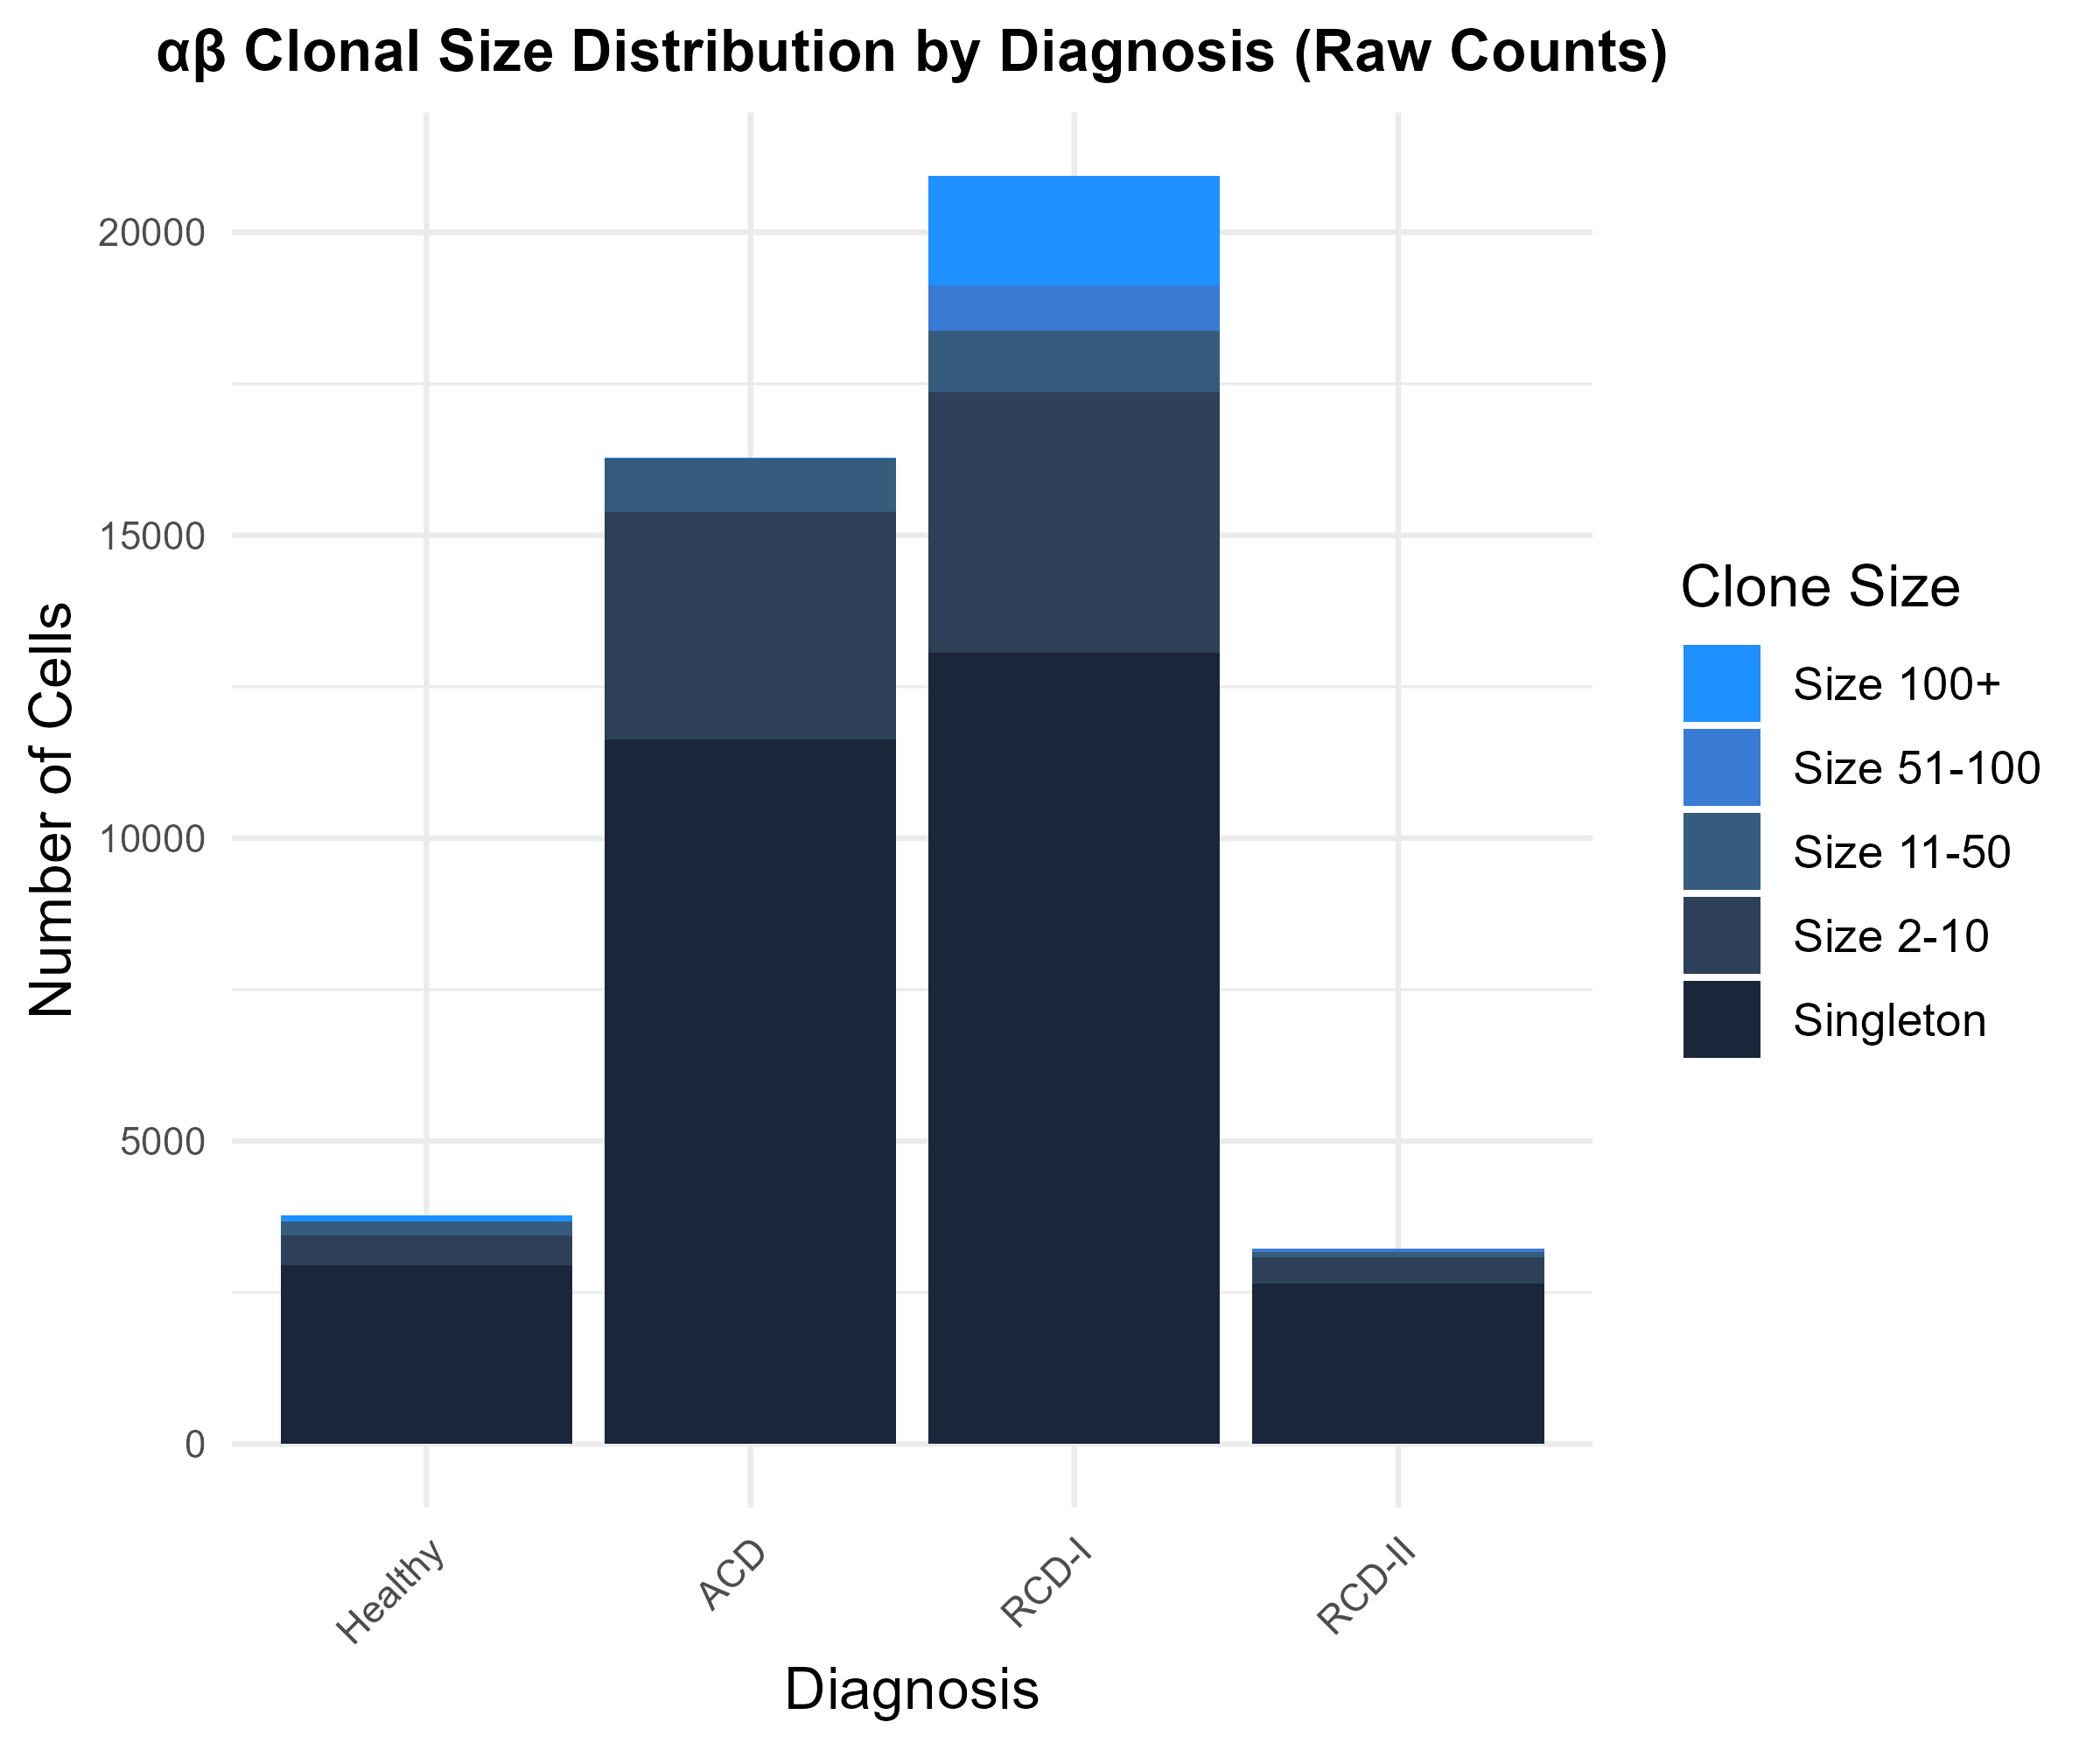 αβ Clonal Size Distribution by Diagnosis (Raw Counts)
Number of Cells
20000
15000
10000
5000
0
Healthy
ACD
RCD-I
RCD-II
Diagnosis
Clone Size
Size 100+
Size 51-100
Size 11-50
Size 2-10
Singleton